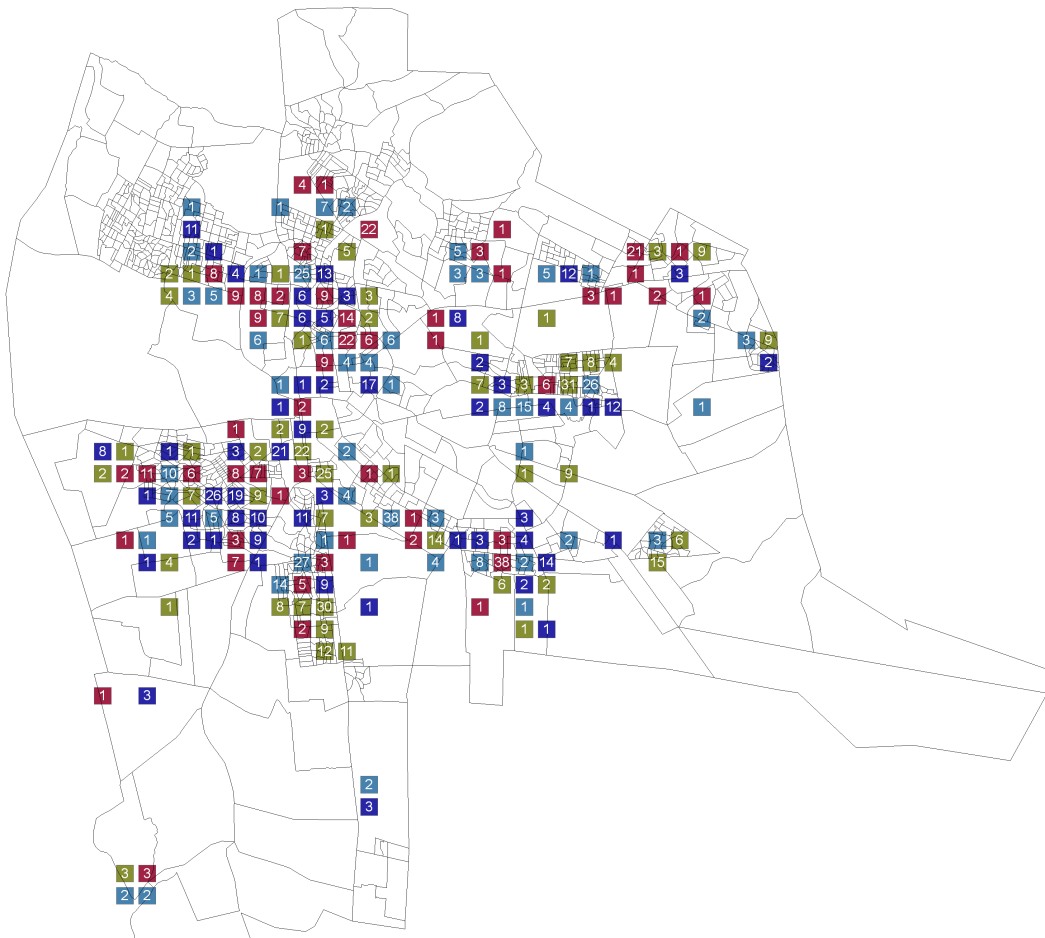 4 1
1 1 7 2
11 1 22 1
2 1 7 5 5 3 21 3 1 9
2 1 8 4 1 1 25 13 3 3 1 5 12 1 1 3
4 3 5 9 8 2 6 9 3 3 3 1 2 1
9 7 6 5 14 2 1 8 1 2
6 1 6 22 6 6 1 1 3 9
9 4 4 2 7 8 4 2
1 1 2 17 1 7 3 3 6 31 26
1 2 2 8 15 4 4 1 12 1
1 2 9 2
8 1 1 1 3 2 21 22 2 1
2 2 11 10 6 8 7 3 25 1 1 1 9
1 7 7 26 19 9 1 3 4
5 11 5 8 10 11 7 3 38 1 3 3
1 1 2 1 3 9 1 1 2 14 1 3 3 4 2 1 3 6
1 4 7 1 27 3 1 4 8 38 2 14 15
14 5 9 6 2 2
1 8 7 30 1 1 1
2 9 1 1
12 11
1 3
2
3
3 3
2 2